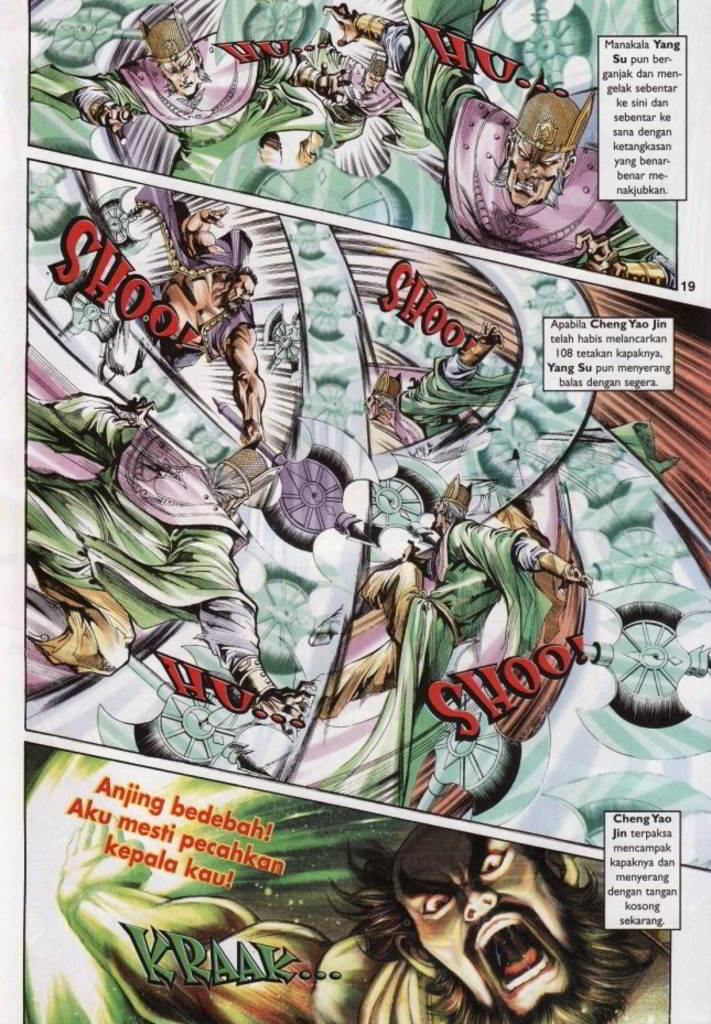 HU...
HU...
Manakala Yang
Su pun ber-
ganjak dan men-
gelak sebentar
ke sini dan
sebentar ke
sana dengan
ketangkasan
yang benar-
benar me-
nakjubkan.
19
SHOO!
SHOO!
Apabila Cheng Yao Jin
telah habis melancarkan
108 tetakan kapaknya,
Yang Su pun menyerang
balas dengan segera.
HU...
SHOO!
Anjing bedebah!
Aku mesti pecahkan
kepala kau!
KRAAK...
Cheng Yao
Jin terpaksa
mencampak
kapaknya dan
menyerang
dengan tangan
kosong
sekarang.